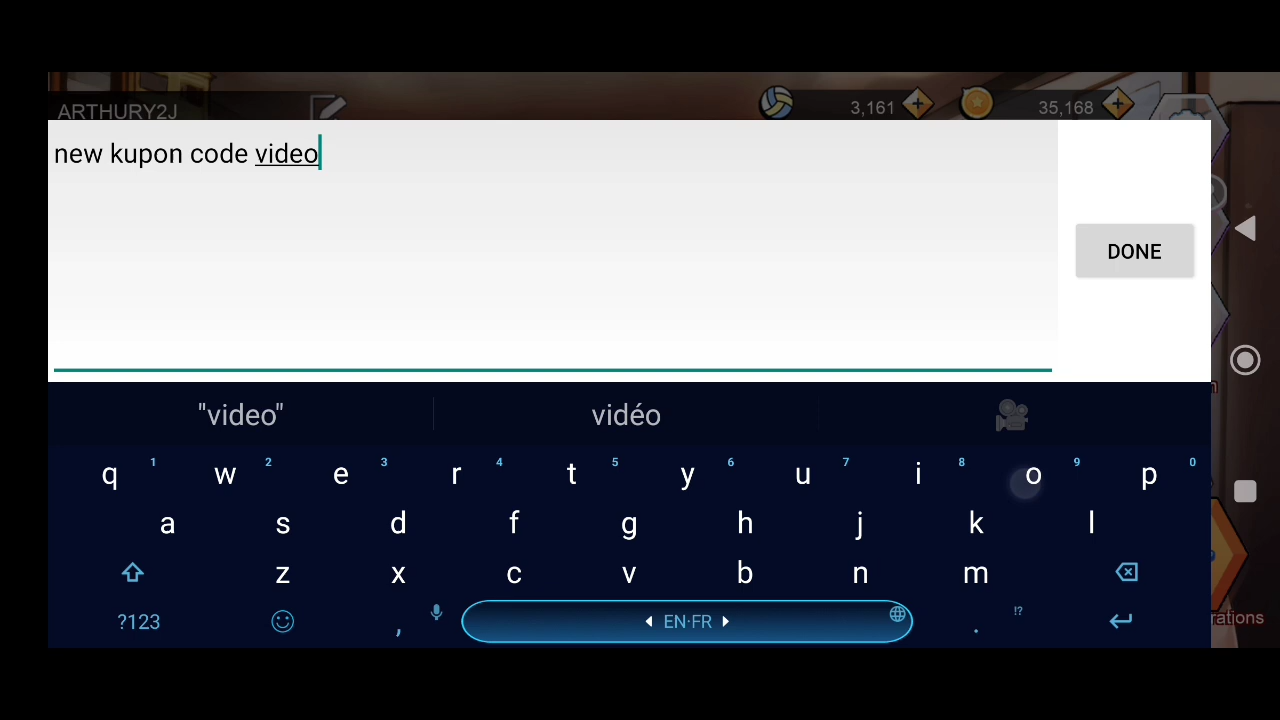 ARTHURY2J
3,161
35,168
new kupon code video
DONE
"video"
vidéo
q 1 w 2 e 3 r 4 t 5 y 6 u 7 i 8 o 9 p 0
a s d f g h j k l
z x c v b n m
?123 , EN·FR . !?
rations